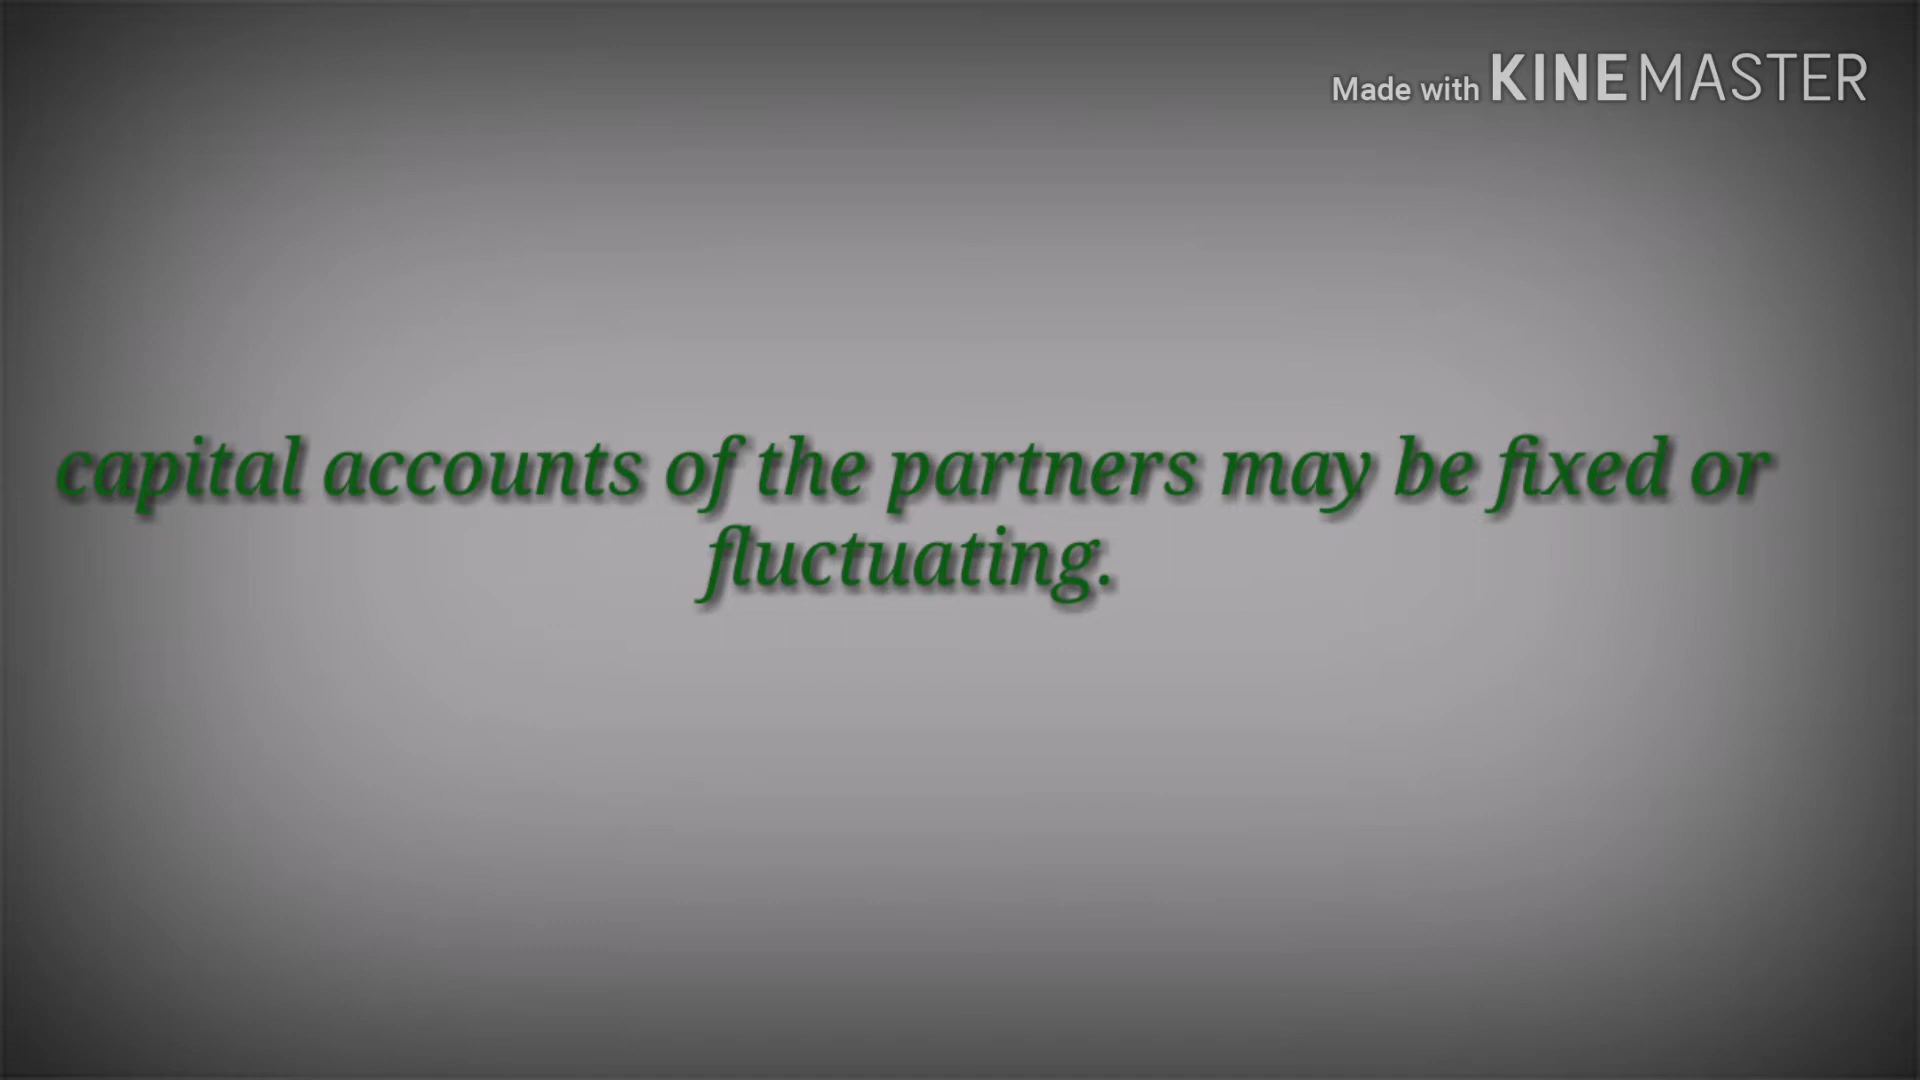 Made with KINEMASTER
capital accounts of the partners may be fixed or
fluctuating.